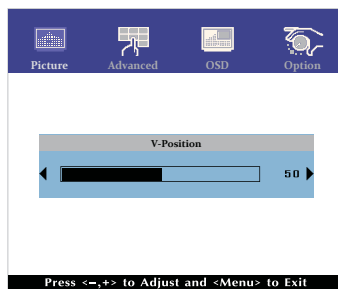 Picture Advanced OSD Option
V-Position
50
Press <–,+> to Adjust and <Menu> to Exit